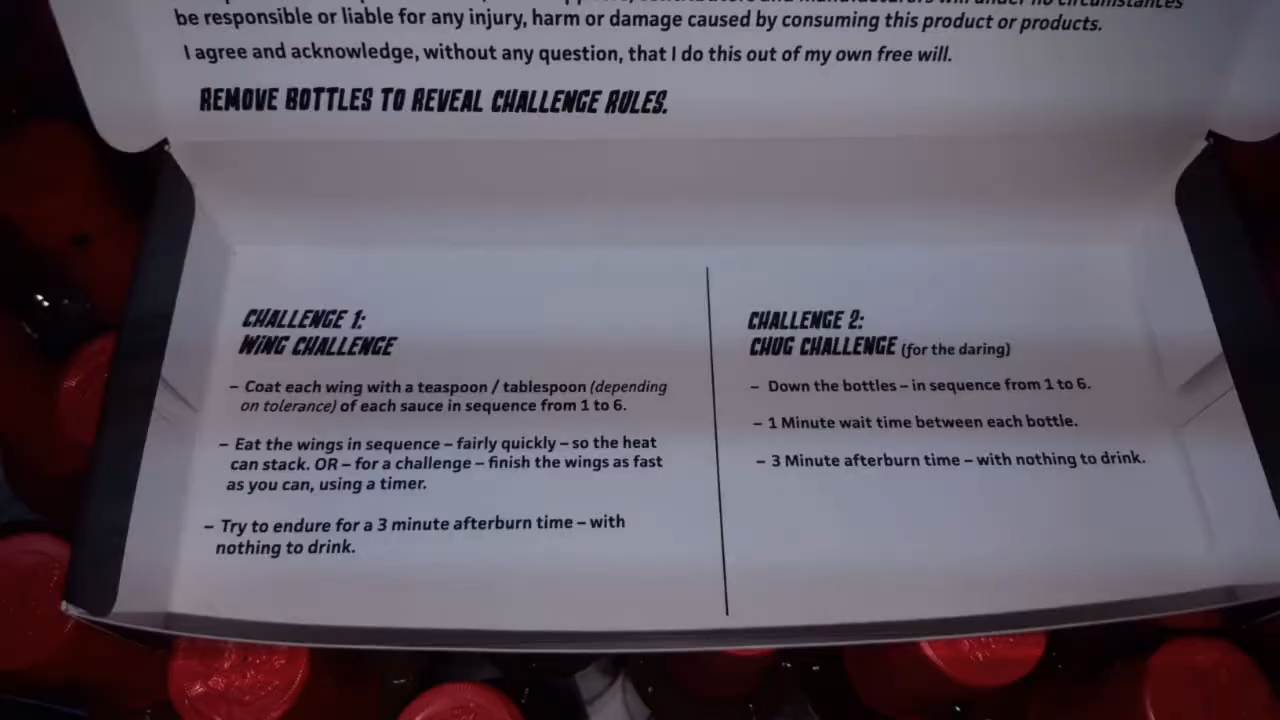 be responsible or liable for any injury, harm or damage caused by consuming this product or products.
I agree and acknowledge, without any question, that I do this out of my own free will.
REMOVE BOTTLES TO REVEAL CHALLENGE RULES.
CHALLENGE 1:
WING CHALLENGE
– Coat each wing with a teaspoon / tablespoon (depending
on tolerance) of each sauce in sequence from 1 to 6.
– Eat the wings in sequence – fairly quickly – so the heat
can stack. OR – for a challenge – finish the wings as fast
as you can, using a timer.
– Try to endure for a 3 minute afterburn time – with
nothing to drink.
CHALLENGE 2:
CHUG CHALLENGE (for the daring)
– Down the bottles – in sequence from 1 to 6.
– 1 Minute wait time between each bottle.
– 3 Minute afterburn time – with nothing to drink.